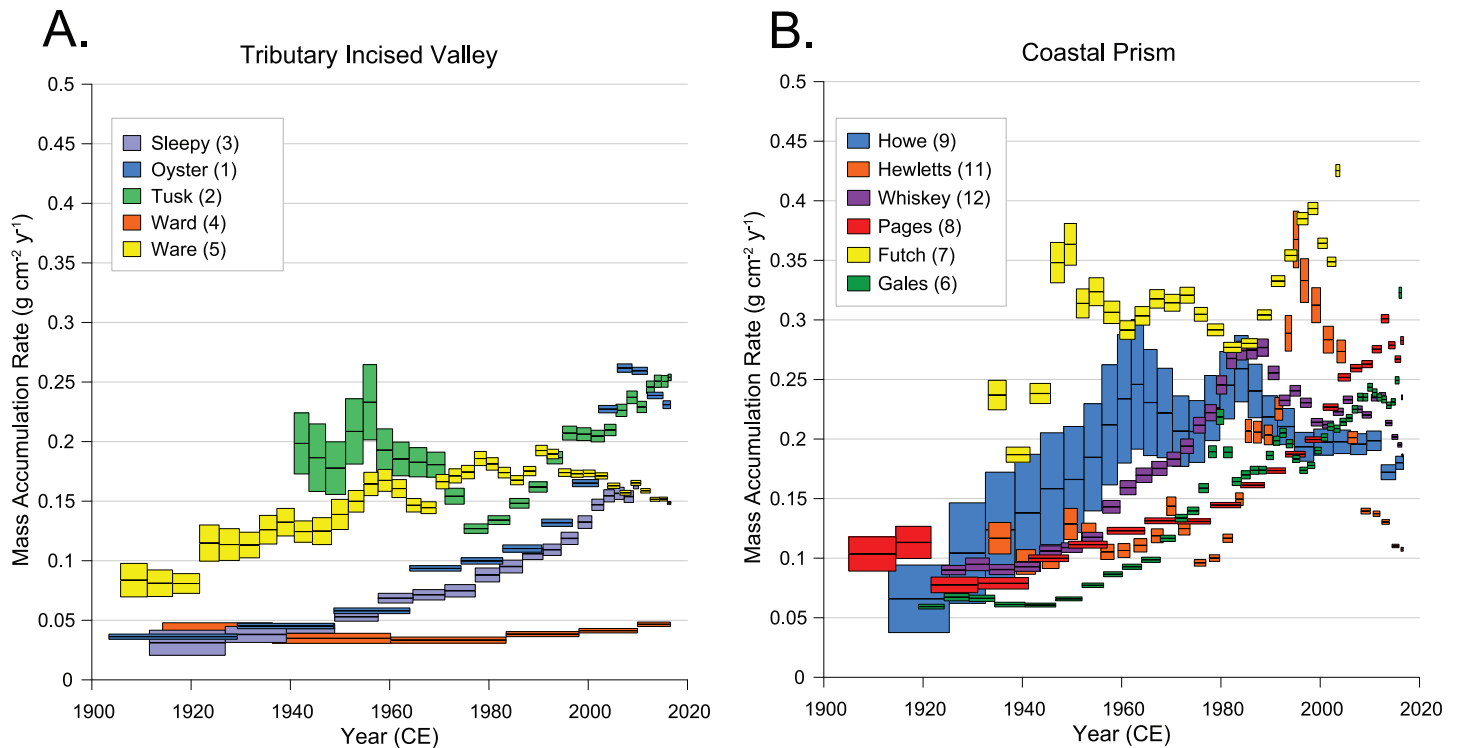 A.
Tributary Incised Valley
Mass Accumulation Rate (g cm⁻² y⁻¹)
0.5
0.45
0.4
0.35
0.3
0.25
0.2
0.15
0.1
0.05
0
Sleepy (3)
Oyster (1)
Tusk (2)
Ward (4)
Ware (5)
1900 1920 1940 1960 1980 2000 2020
Year (CE)
B.
Coastal Prism
Mass Accumulation Rate (g cm⁻² y⁻¹)
0.5
0.45
0.4
0.35
0.3
0.25
0.2
0.15
0.1
0.05
0
Howe (9)
Hewletts (11)
Whiskey (12)
Pages (8)
Futch (7)
Gales (6)
1900 1920 1940 1960 1980 2000 2020
Year (CE)